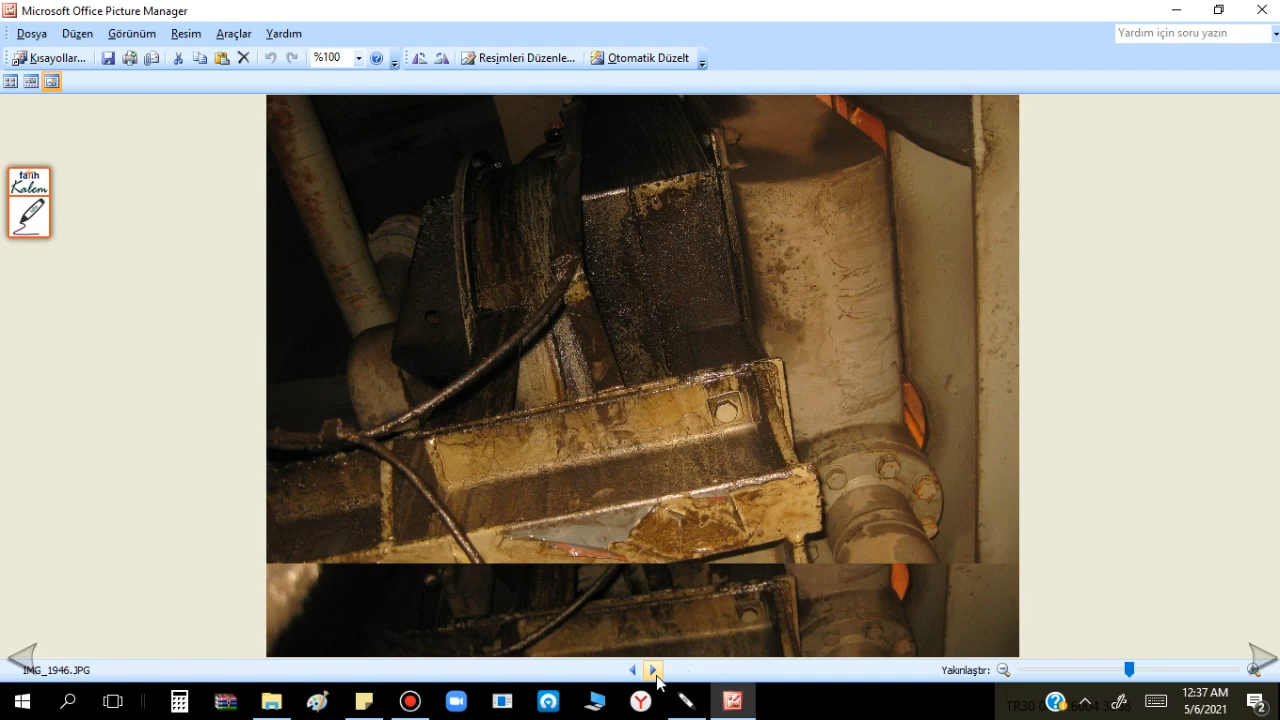 Microsoft Office Picture Manager
Dosya Düzen Görünüm Resim Araçlar Yardım
Yardım için soru yazın
Kısayollar... %100 Resimleri Düzenle... Otomatik Düzelt
fatih
Kalem
IMG_1946.JPG
Yakınlaştır:
12:37 AM
5/6/2021
2